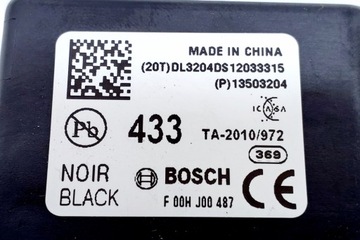 MADE IN CHINA
(20T)DL3204DS12033315
(P)13503204
ICASA
Pb
433
TA-2010/972
369
NOIR
BLACK
BOSCH
CE
F 00H J00 487